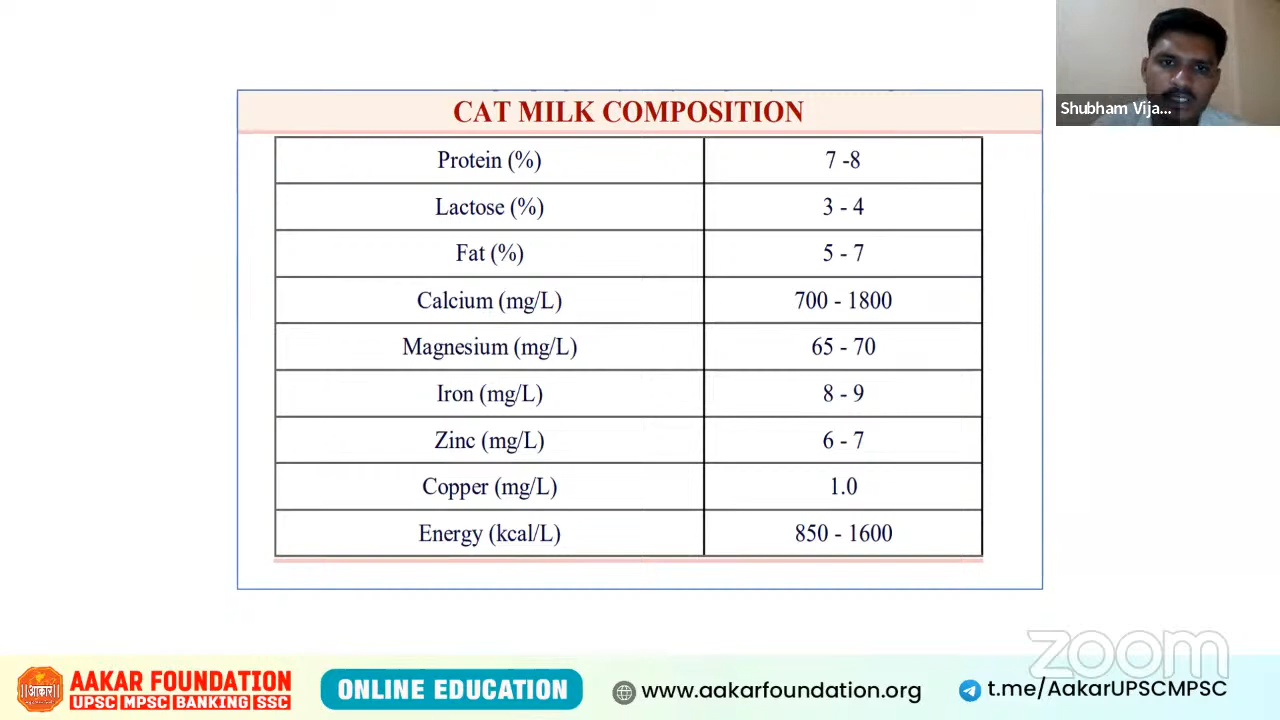 Shubham Vija...
CAT MILK COMPOSITION
Protein (%) 7 -8
Lactose (%) 3 - 4
Fat (%) 5 - 7
Calcium (mg/L) 700 - 1800
Magnesium (mg/L) 65 - 70
Iron (mg/L) 8 - 9
Zinc (mg/L) 6 - 7
Copper (mg/L) 1.0
Energy (kcal/L) 850 - 1600
zoom
॥आकार॥
AAKAR FOUNDATION
UPSC MPSC BANKING SSC
ONLINE EDUCATION
www.aakarfoundation.org
t.me/AakarUPSCMPSC